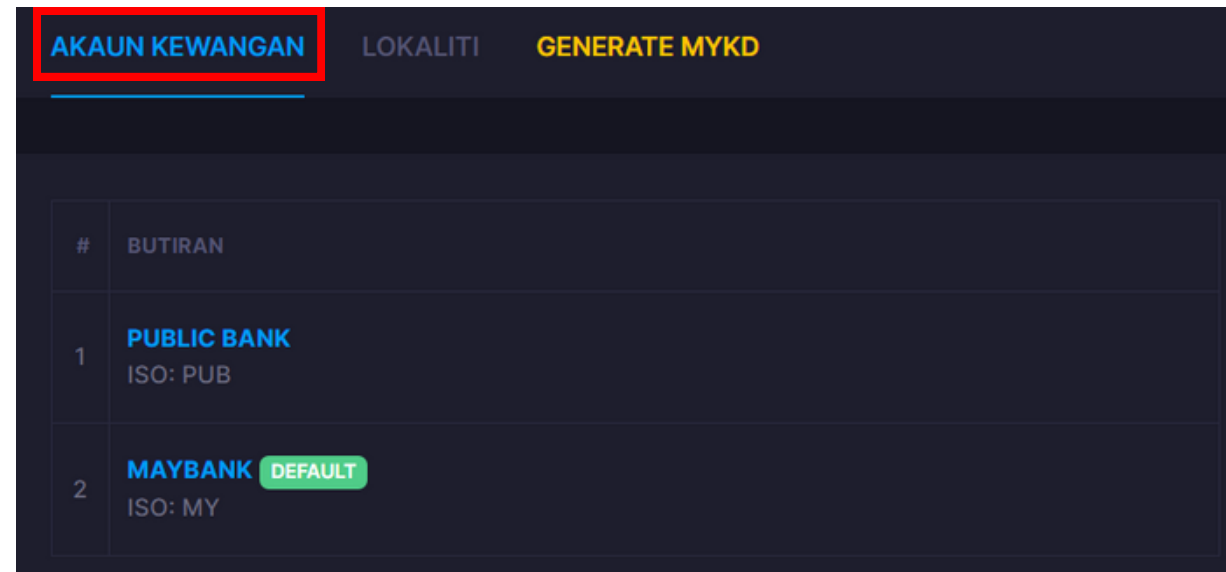 AKAUN KEWANGAN LOKALITI GENERATE MYKD
# BUTIRAN
1 PUBLIC BANK
ISO: PUB
2 MAYBANK DEFAULT
ISO: MY